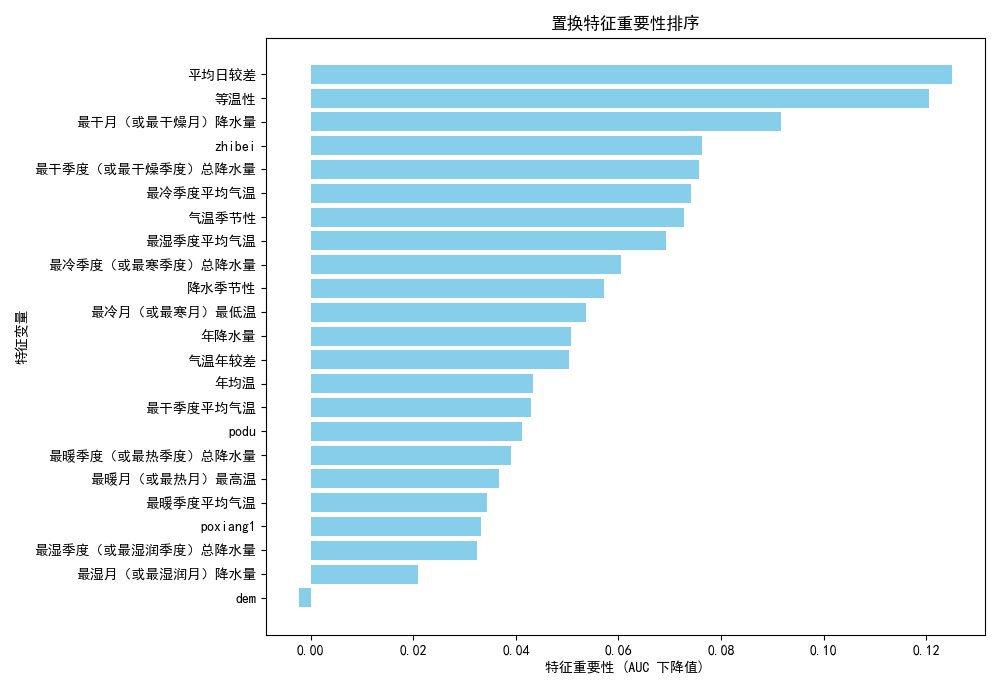 置换特征重要性排序
平均日较差
等温性
最干月（或最干燥月）降水量
zhibei
最干季度（或最干燥季度）总降水量
最冷季度平均气温
气温季节性
最湿季度平均气温
最冷季度（或最寒季度）总降水量
降水季节性
最冷月（或最寒月）最低温
年降水量
气温年较差
年均温
最干季度平均气温
podu
最暖季度（或最热季度）总降水量
最暖月（或最热月）最高温
最暖季度平均气温
poxiang1
最湿季度（或最湿润季度）总降水量
最湿月（或最湿润月）降水量
dem
特征变量
0.00 0.02 0.04 0.06 0.08 0.10 0.12
特征重要性 (AUC 下降值)